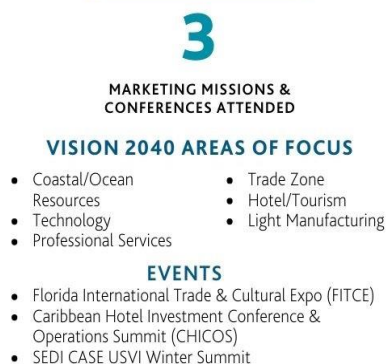 3
MARKETING MISSIONS &
CONFERENCES ATTENDED
VISION 2040 AREAS OF FOCUS
• Coastal/Ocean
Resources
• Technology
• Professional Services
• Trade Zone
• Hotel/Tourism
• Light Manufacturing
EVENTS
• Florida International Trade & Cultural Expo (FITCE)
• Caribbean Hotel Investment Conference &
Operations Summit (CHICOS)
• SEDI CASE USVI Winter Summit